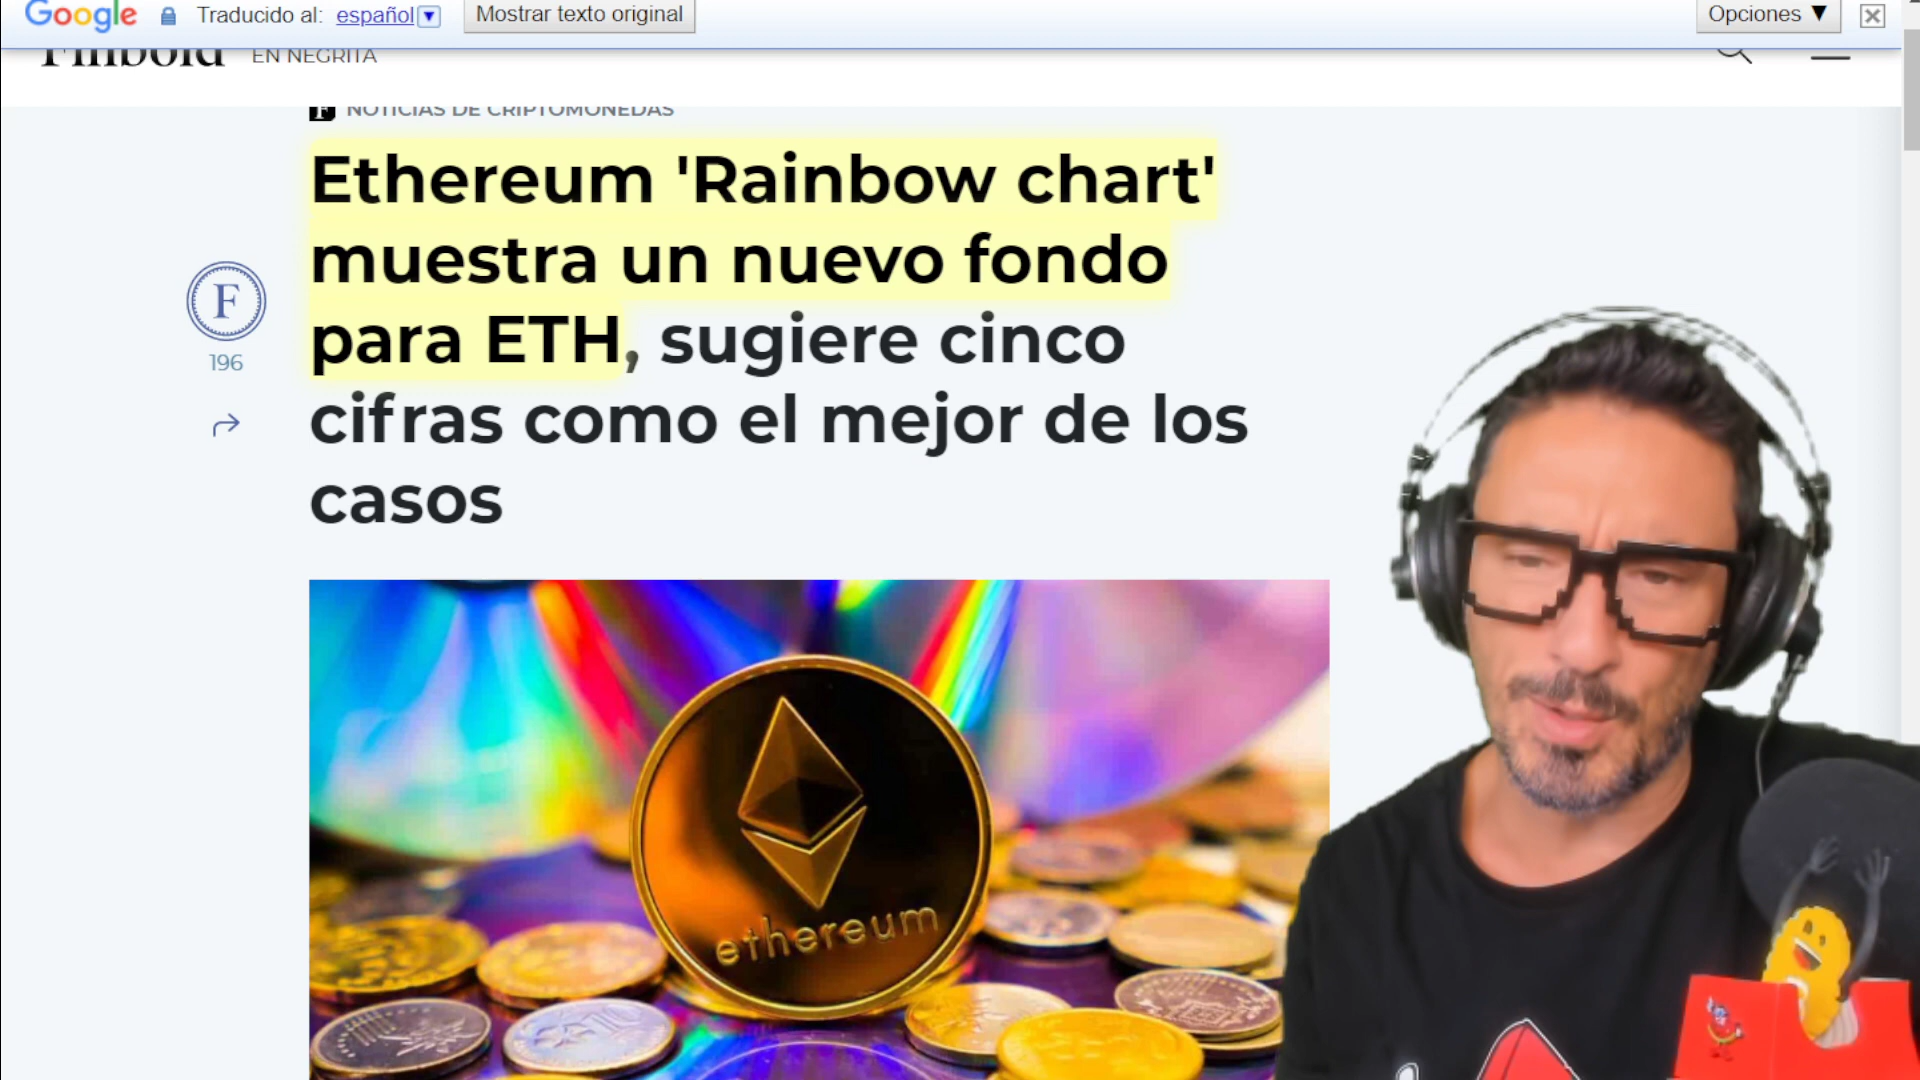 Google Traducido al: español Mostrar texto original Opciones ▼
Finbold EN NEGRITA
F NOTICIAS DE CRIPTOMONEDAS
Ethereum 'Rainbow chart'
muestra un nuevo fondo
para ETH, sugiere cinco
cifras como el mejor de los
casos
F
196
ethereum